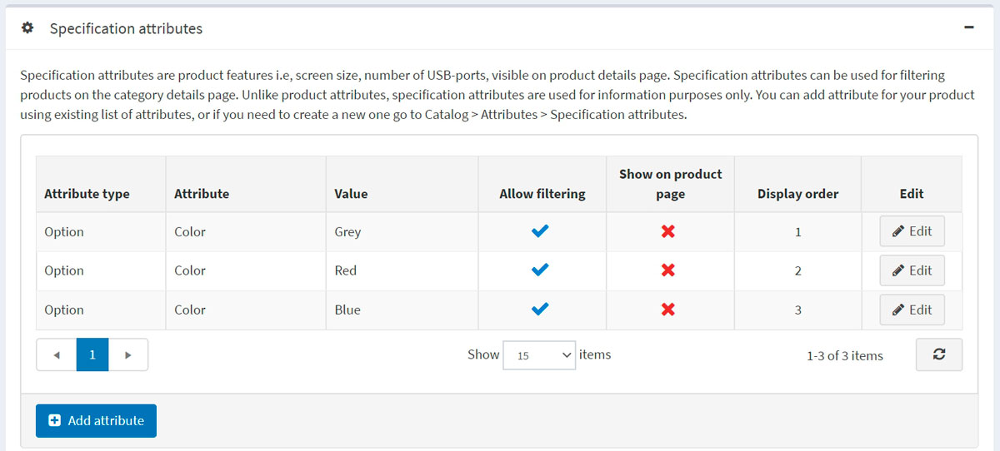 Specification attributes
Specification attributes are product features i.e, screen size, number of USB-ports, visible on product details page. Specification attributes can be used for filtering
products on the category details page. Unlike product attributes, specification attributes are used for information purposes only. You can add attribute for your product
using existing list of attributes, or if you need to create a new one go to Catalog > Attributes > Specification attributes.
Attribute type Attribute Value Allow filtering Show on product page Display order Edit
Option Color Grey 1 Edit
Option Color Red 2 Edit
Option Color Blue 3 Edit
1 Show 15 items 1-3 of 3 items
Add attribute